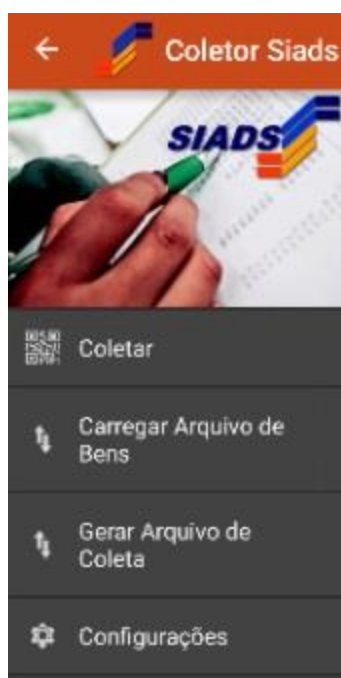 Coletor Siads
SIADS
Coletar
Carregar Arquivo de
Bens
Gerar Arquivo de
Coleta
Configurações